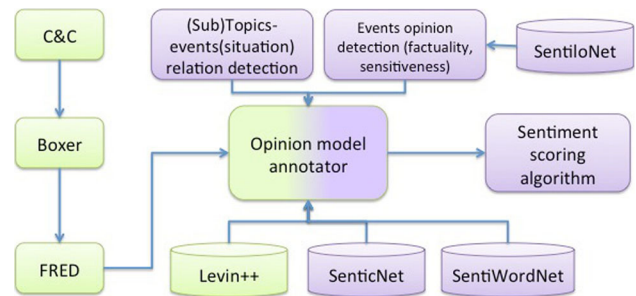 C&C
(Sub)Topics-
events(situation)
relation detection
Events opinion
detection (factuality,
sensitiveness)
SentiloNet
Boxer
Opinion model
annotator
Sentiment
scoring
algorithm
FRED
Levin++
SenticNet
SentiWordNet